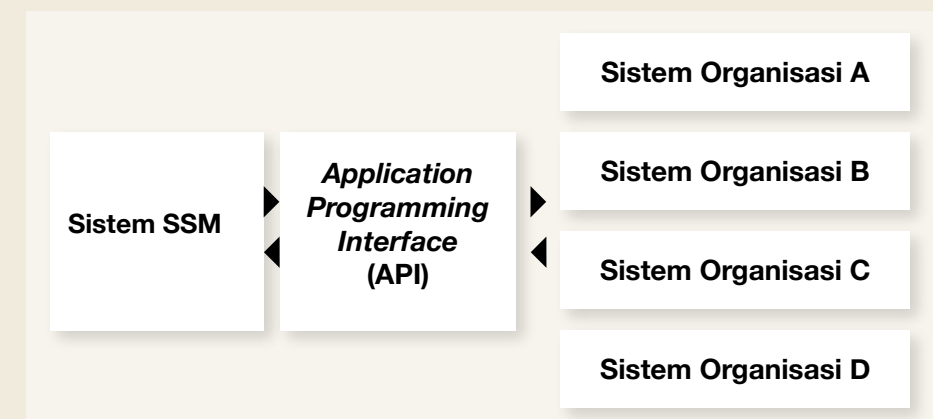 Sistem SSM
Application
Programming
Interface
(API)
Sistem Organisasi A
Sistem Organisasi B
Sistem Organisasi C
Sistem Organisasi D